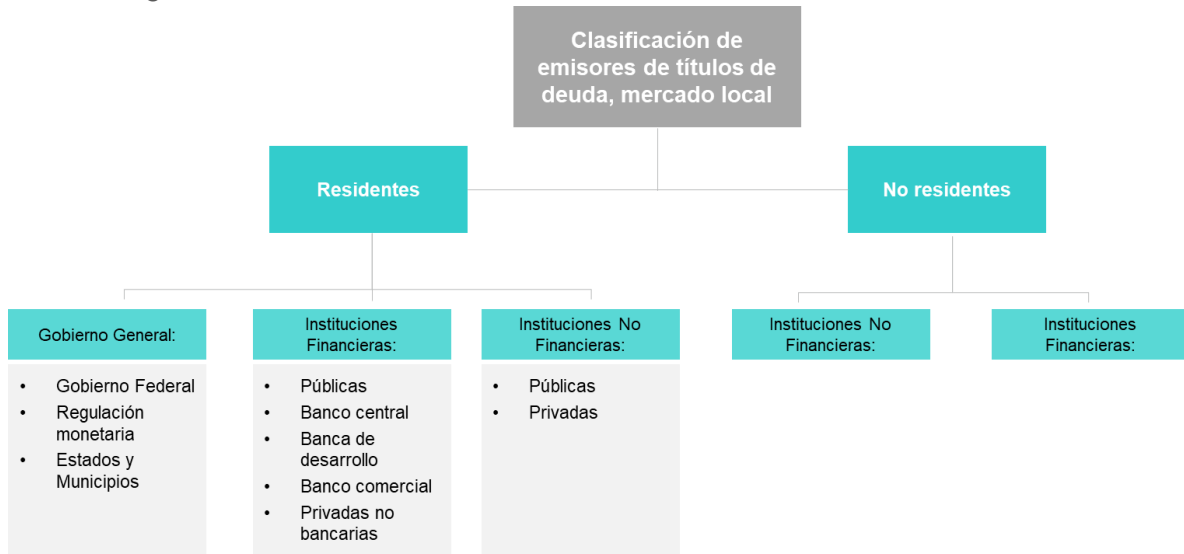 Clasificación de
emisores de títulos de
deuda, mercado local
Residentes
No residentes
Gobierno General:
Instituciones
Financieras:
Instituciones No
Financieras:
Instituciones No
Financieras:
Instituciones
Financieras:
• Gobierno Federal
• Regulación
monetaria
• Estados y
Municipios
• Públicas
• Banco central
• Banca de
desarrollo
• Banco comercial
• Privadas no
bancarias
• Públicas
• Privadas